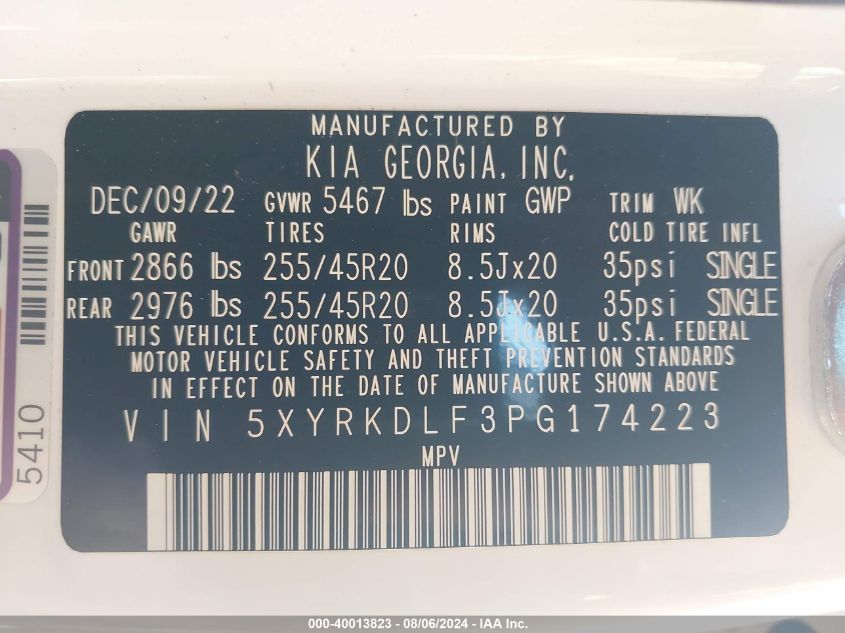 MANUFACTURED BY
KIA GEORGIA, INC.
DEC/09/22 GVWR 5467 lbs PAINT GWP TRIM WK
GAWR TIRES RIMS COLD TIRE INFL
FRONT 2866 lbs 255/45R20 8.5Jx20 35psi SINGLE
REAR 2976 lbs 255/45R20 8.5Jx20 35psi SINGLE
THIS VEHICLE CONFORMS TO ALL APPLICABLE U.S.A. FEDERAL
MOTOR VEHICLE SAFETY AND THEFT PREVENTION STANDARDS
IN EFFECT ON THE DATE OF MANUFACTURE SHOWN ABOVE
VIN 5XYRKDLF3PG174223
MPV
5410
000-40013823 - 08/06/2024 - IAA Inc.